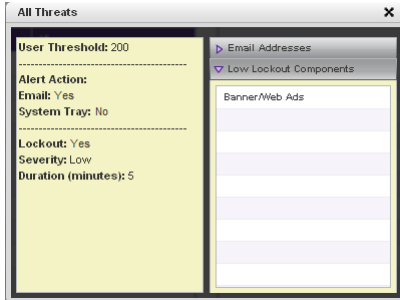 All Threats
User Threshold: 200
Alert Action:
Email: Yes
System Tray: No
Lockout: Yes
Severity: Low
Duration (minutes): 5
Email Addresses
Low Lockout Components
Banner/Web Ads